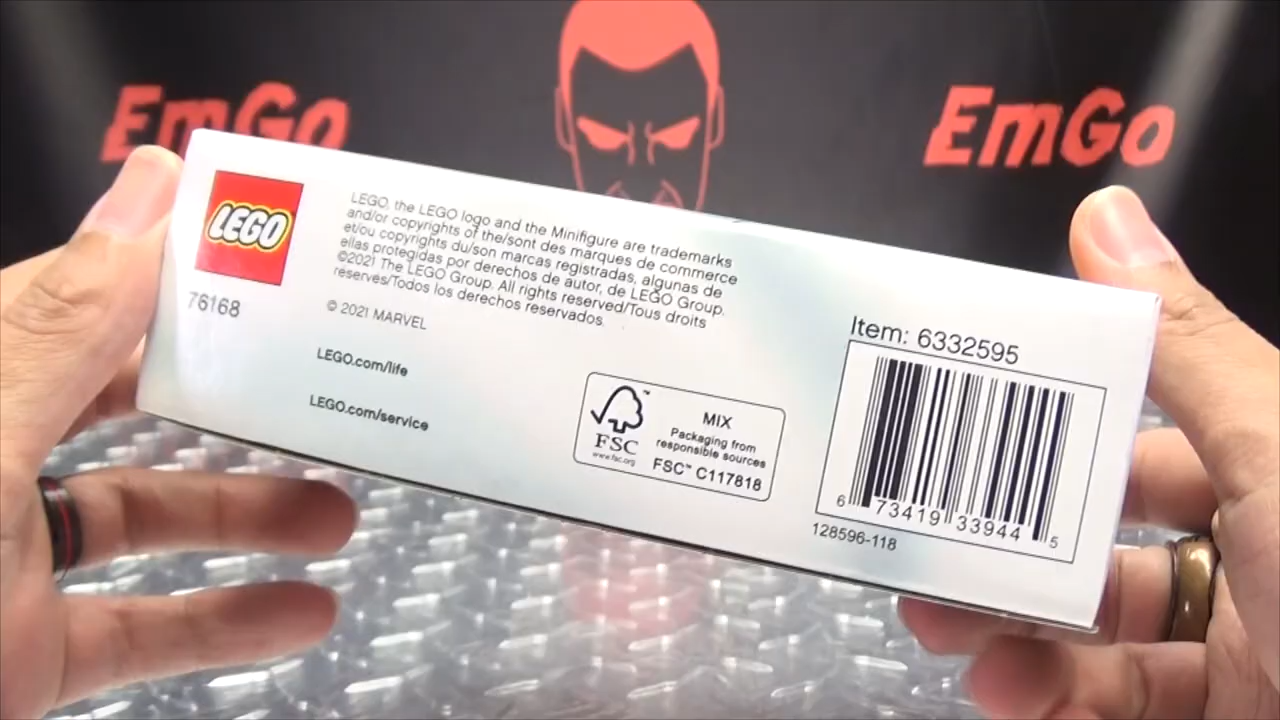 EmGo
EmGo
LEGO
76168
LEGO, the LEGO logo and the Minifigure are trademarks
and/or copyrights of the/sont des marques de commerce
et/ou copyrights du/son marcas registradas, algunas de
ellas protegidas por derechos de autor, de LEGO Group.
©2021 The LEGO Group. All rights reserved/Tous droits
reservés/Todos los derechos reservados.
© 2021 MARVEL
LEGO.com/life
LEGO.com/service
FSC
www.fsc.org
MIX
Packaging from
responsible sources
FSC™ C117818
Item: 6332595
6 73419 33944 5
128596-118